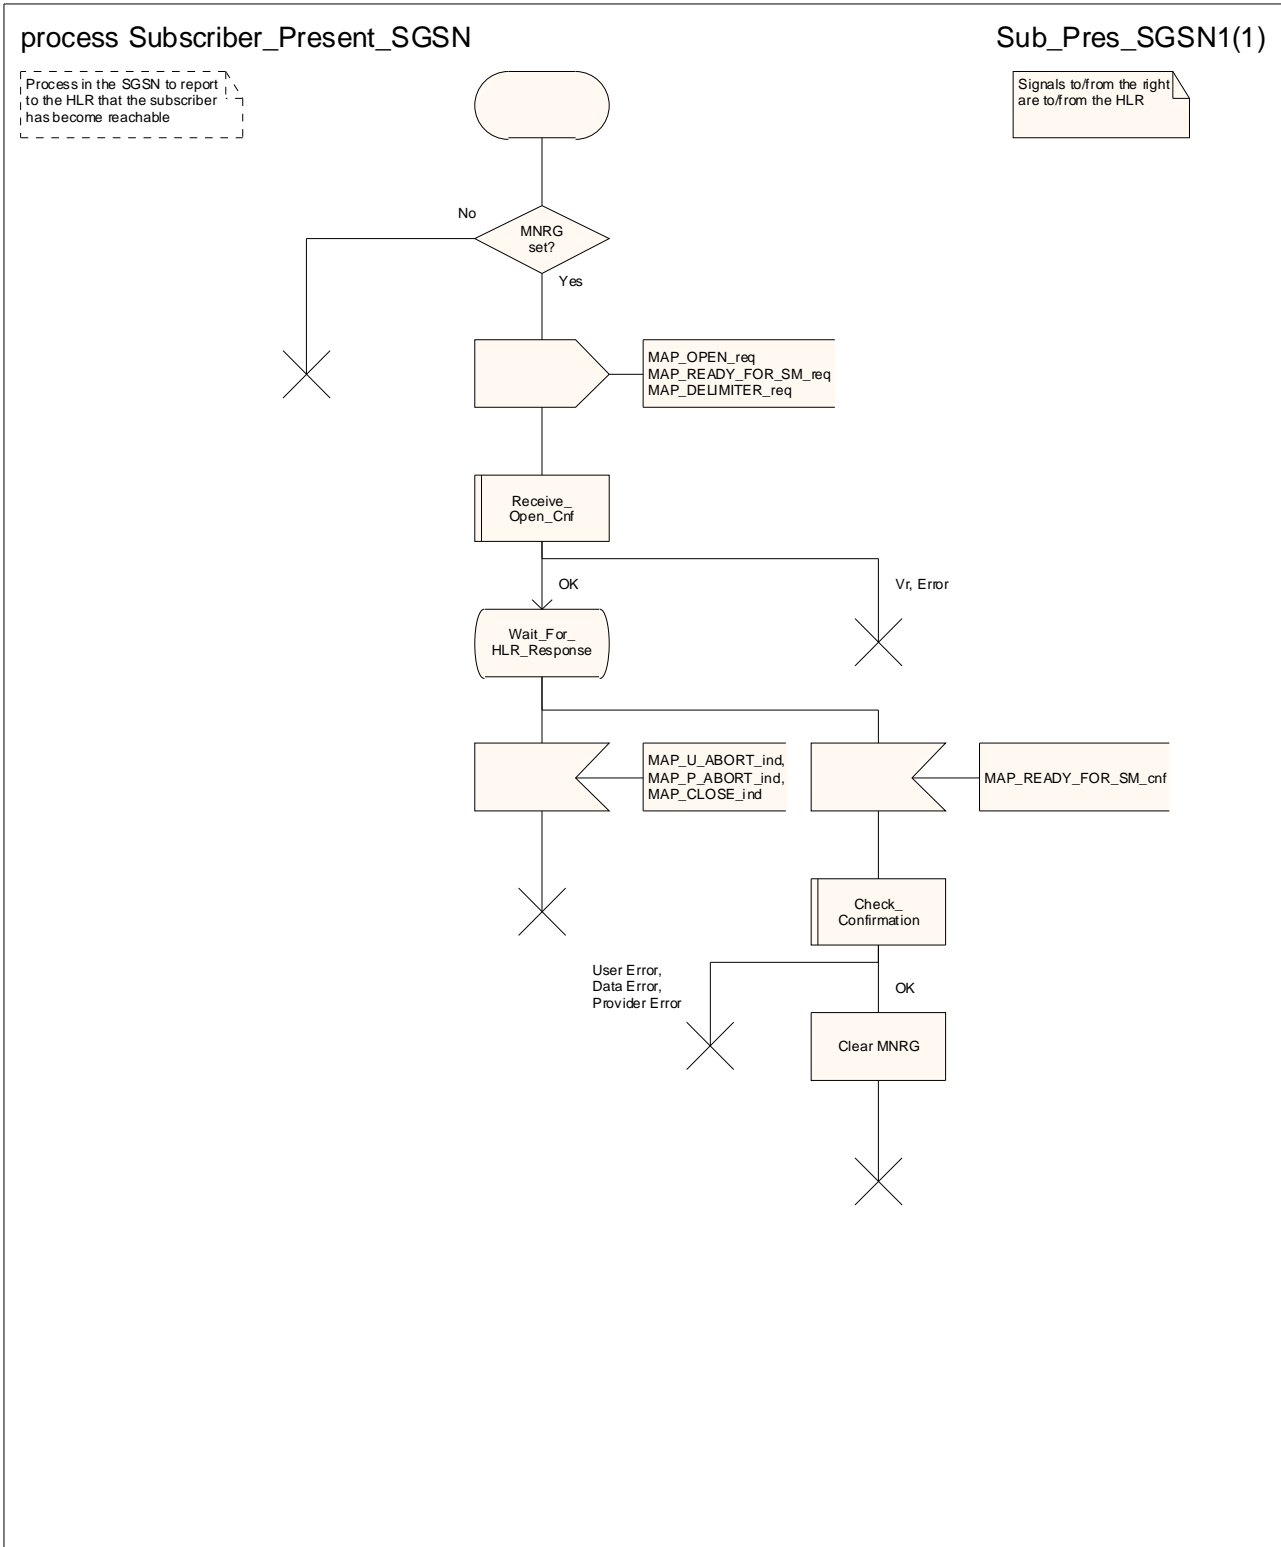 process Subscriber_Present_SGSN
Sub_Pres_SGSN1(1)
Process in the SGSN to report
to the HLR that the subscriber
has become reachable
Signals to/from the right
are to/from the HLR
No
MNRG
set?
Yes
MAP_OPEN_req
MAP_READY_FOR_SM_req
MAP_DELIMITER_req
Receive_
Open_Cnf
OK
Vr, Error
Wait_For_
HLR_Response
MAP_U_ABORT_ind,
MAP_P_ABORT_ind,
MAP_CLOSE_ind
MAP_READY_FOR_SM_cnf
Check_
Confirmation
User Error,
Data Error,
Provider Error
OK
Clear MNRG